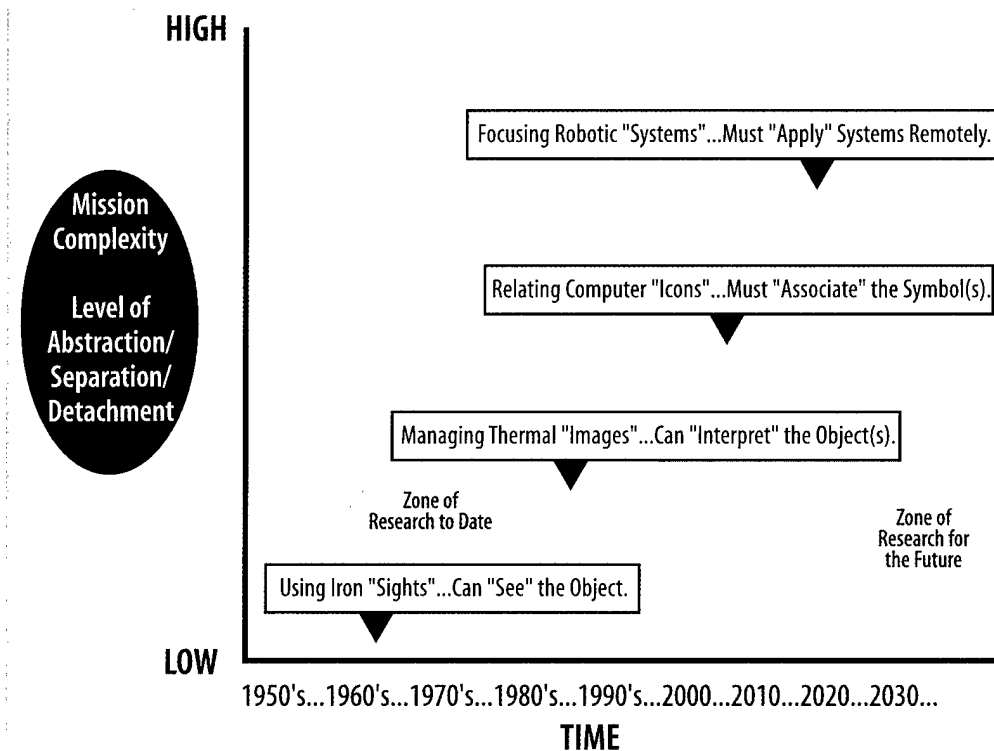 HIGH
Focusing Robotic "Systems"...Must "Apply" Systems Remotely.
Mission
Complexity
Level of
Abstraction/
Separation/
Detachment
Relating Computer "Icons"...Must "Associate" the Symbol(s).
Managing Thermal "Images"...Can "Interpret" the Object(s).
Zone of
Research to Date
Zone of
Research for
the Future
Using Iron "Sights"...Can "See" the Object.
LOW
1950's...1960's...1970's...1980's...1990's...2000...2010...2020...2030...
TIME